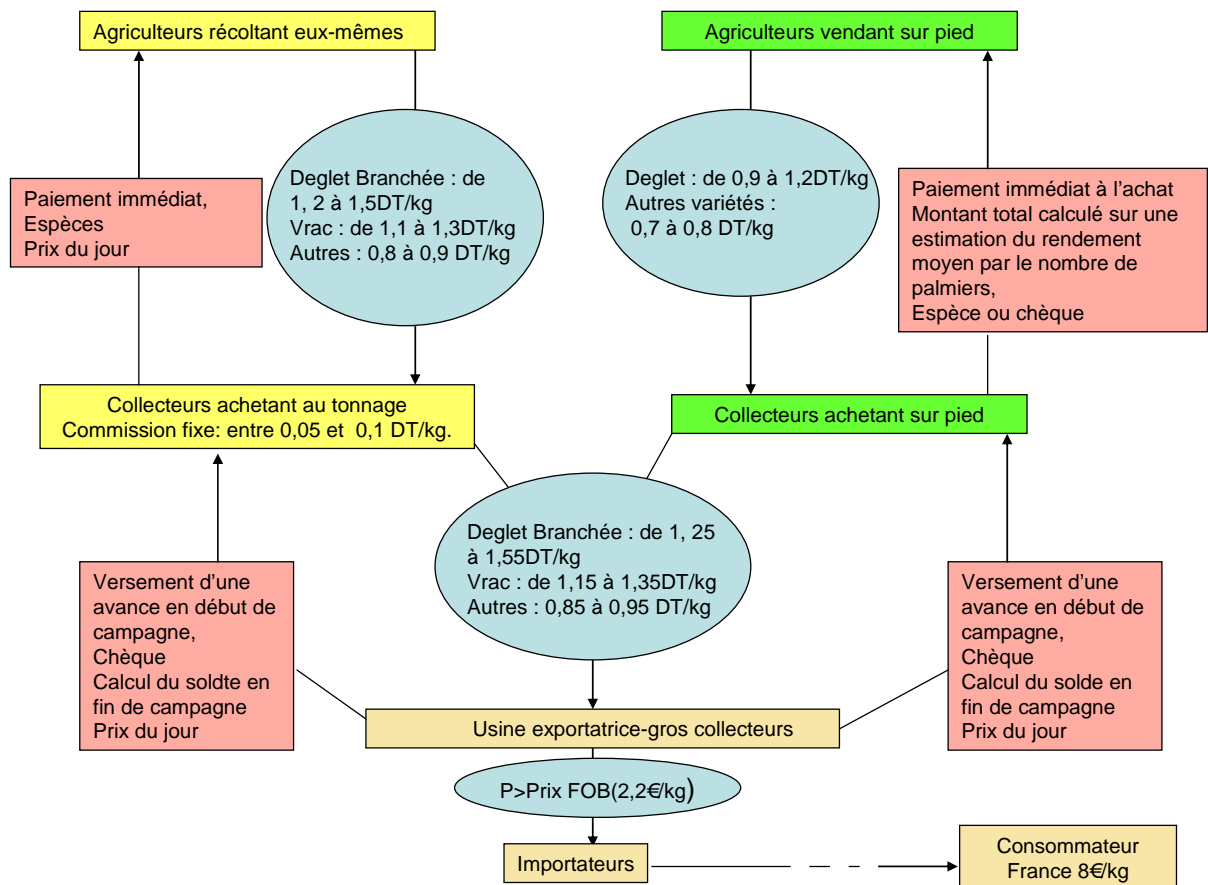 Agriculteurs récoltant eux-mêmes
Agriculteurs vendant sur pied
Deglet Branchée : de
1, 2 à 1,5DT/kg
Vrac : de 1,1 à 1,3DT/kg
Autres : 0,8 à 0,9 DT/kg
Deglet : de 0,9 à 1,2DT/kg
Autres variétés :
0,7 à 0,8 DT/kg
Paiement immédiat,
Espèces
Prix du jour
Paiement immédiat à l’achat
Montant total calculé sur une
estimation du rendement
moyen par le nombre de
palmiers,
Espèce ou chèque
Collecteurs achetant au tonnage
Commission fixe: entre 0,05 et 0,1 DT/kg.
Collecteurs achetant sur pied
Deglet Branchée : de 1, 25
à 1,55DT/kg
Vrac : de 1,15 à 1,35DT/kg
Autres : 0,85 à 0,95 DT/kg
Versement d’une
avance en début de
campagne,
Chèque
Calcul du soldte en
fin de campagne
Prix du jour
Versement d’une
avance en début de
campagne,
Chèque
Calcul du solde en
fin de campagne
Prix du jour
Usine exportatrice-gros collecteurs
P>Prix FOB(2,2€/kg)
Importateurs
Consommateur
France 8€/kg